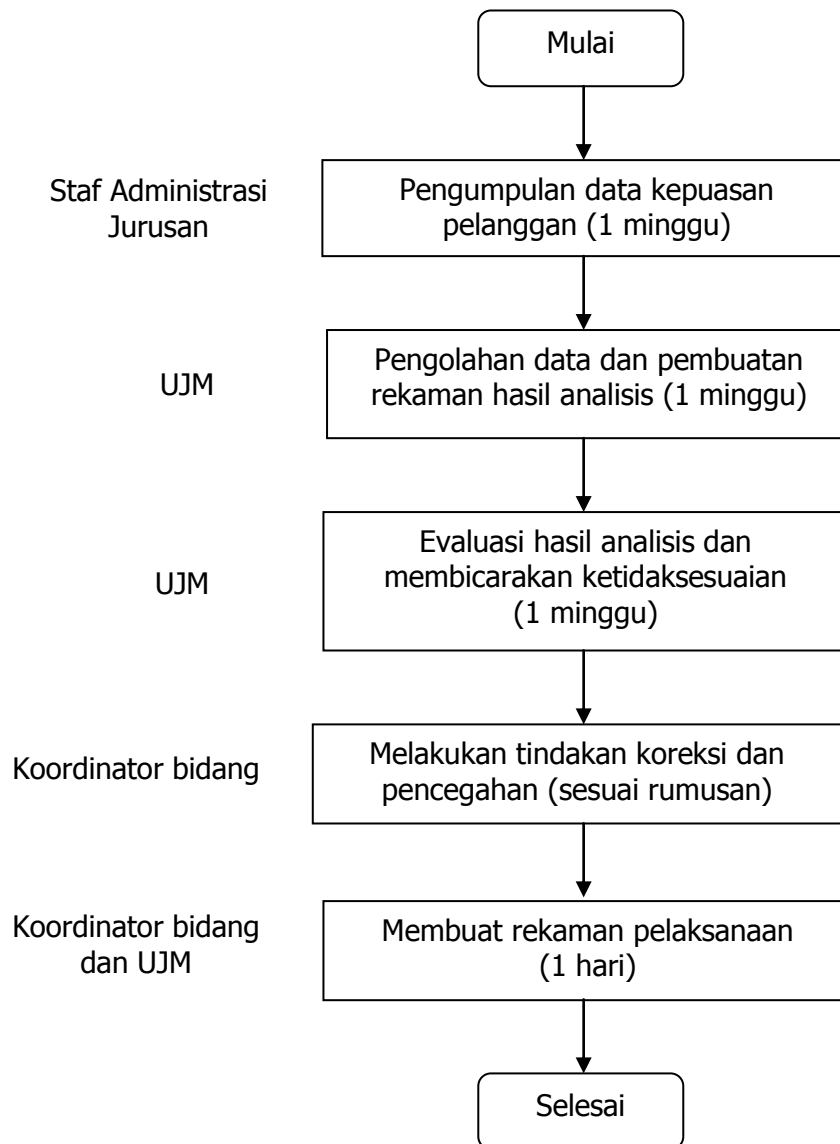 Mulai
Staf Administrasi
Jurusan
Pengumpulan data kepuasan
pelanggan (1 minggu)
UJM
Pengolahan data dan pembuatan
rekaman hasil analisis (1 minggu)
UJM
Evaluasi hasil analisis dan
membicarakan ketidaksesuaian
(1 minggu)
Koordinator bidang
Melakukan tindakan koreksi dan
pencegahan (sesuai rumusan)
Koordinator bidang
dan UJM
Membuat rekaman pelaksanaan
(1 hari)
Selesai